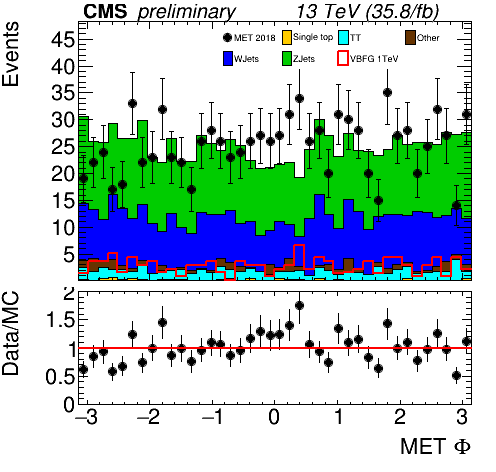 CMS preliminary 13 TeV (35.8/fb)
Events
MET 2018 Single top TT Other
WJets ZJets VBFG 1TeV
45
40
35
30
25
20
15
10
5
Data/MC
2
1.5
1
0.5
0
−3 −2 −1 0 1 2 3
MET Φ